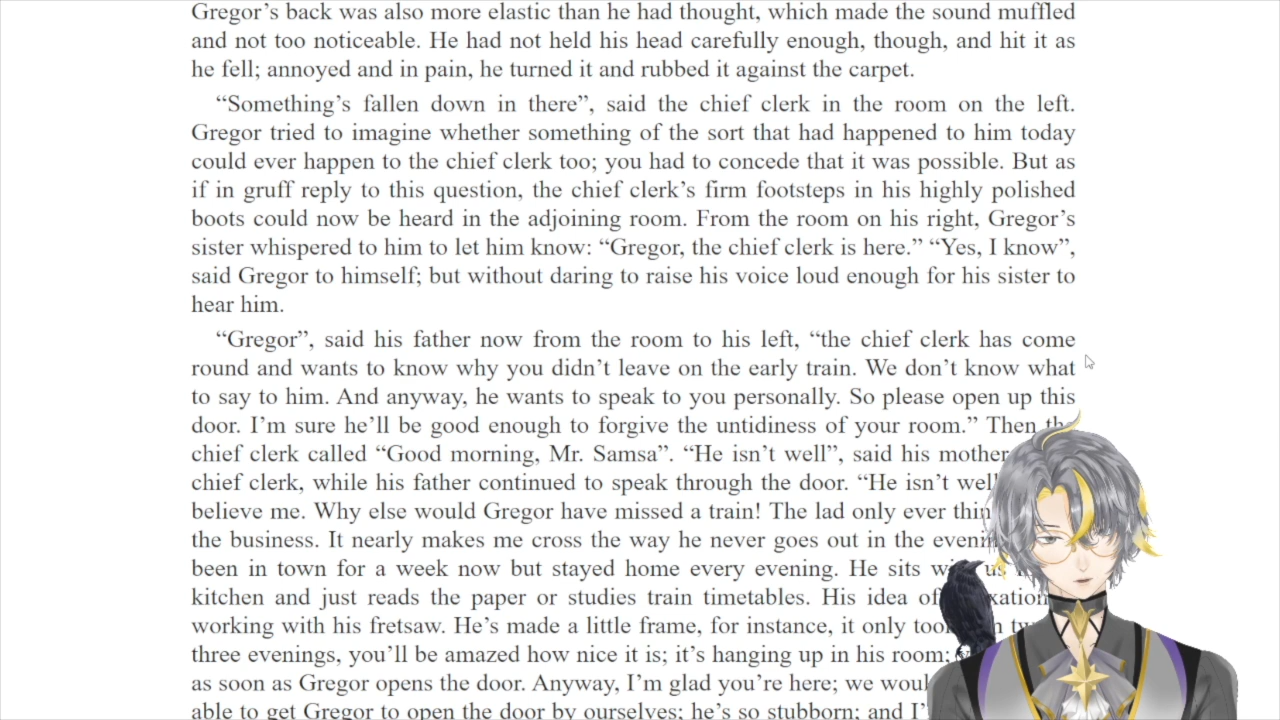 Gregor’s back was also more elastic than he had thought, which made the sound muffled
and not too noticeable. He had not held his head carefully enough, though, and hit it as
he fell; annoyed and in pain, he turned it and rubbed it against the carpet.
“Something’s fallen down in there”, said the chief clerk in the room on the left.
Gregor tried to imagine whether something of the sort that had happened to him today
could ever happen to the chief clerk too; you had to concede that it was possible. But as
if in gruff reply to this question, the chief clerk’s firm footsteps in his highly polished
boots could now be heard in the adjoining room. From the room on his right, Gregor’s
sister whispered to him to let him know: “Gregor, the chief clerk is here.” “Yes, I know”,
said Gregor to himself; but without daring to raise his voice loud enough for his sister to
hear him.
“Gregor”, said his father now from the room to his left, “the chief clerk has come
round and wants to know why you didn’t leave on the early train. We don’t know what
to say to him. And anyway, he wants to speak to you personally. So please open up this
door. I’m sure he’ll be good enough to forgive the untidiness of your room.” Then the
chief clerk called “Good morning, Mr. Samsa”. “He isn’t well”, said his mother
chief clerk, while his father continued to speak through the door. “He isn’t
believe me. Why else would Gregor have missed a train! The lad only ever
the business. It nearly makes me cross the way he never goes out in the
been in town for a week now but stayed home every evening. He sits
kitchen and just reads the paper or studies train timetables. His idea of
working with his fretsaw. He’s made a little frame, for instance, it only
three evenings, you’ll be amazed how nice it is; it’s hanging up in his room;
as soon as Gregor opens the door. Anyway, I’m glad you’re here; we
able to get Gregor to open the door by ourselves; he’s so stubborn; and